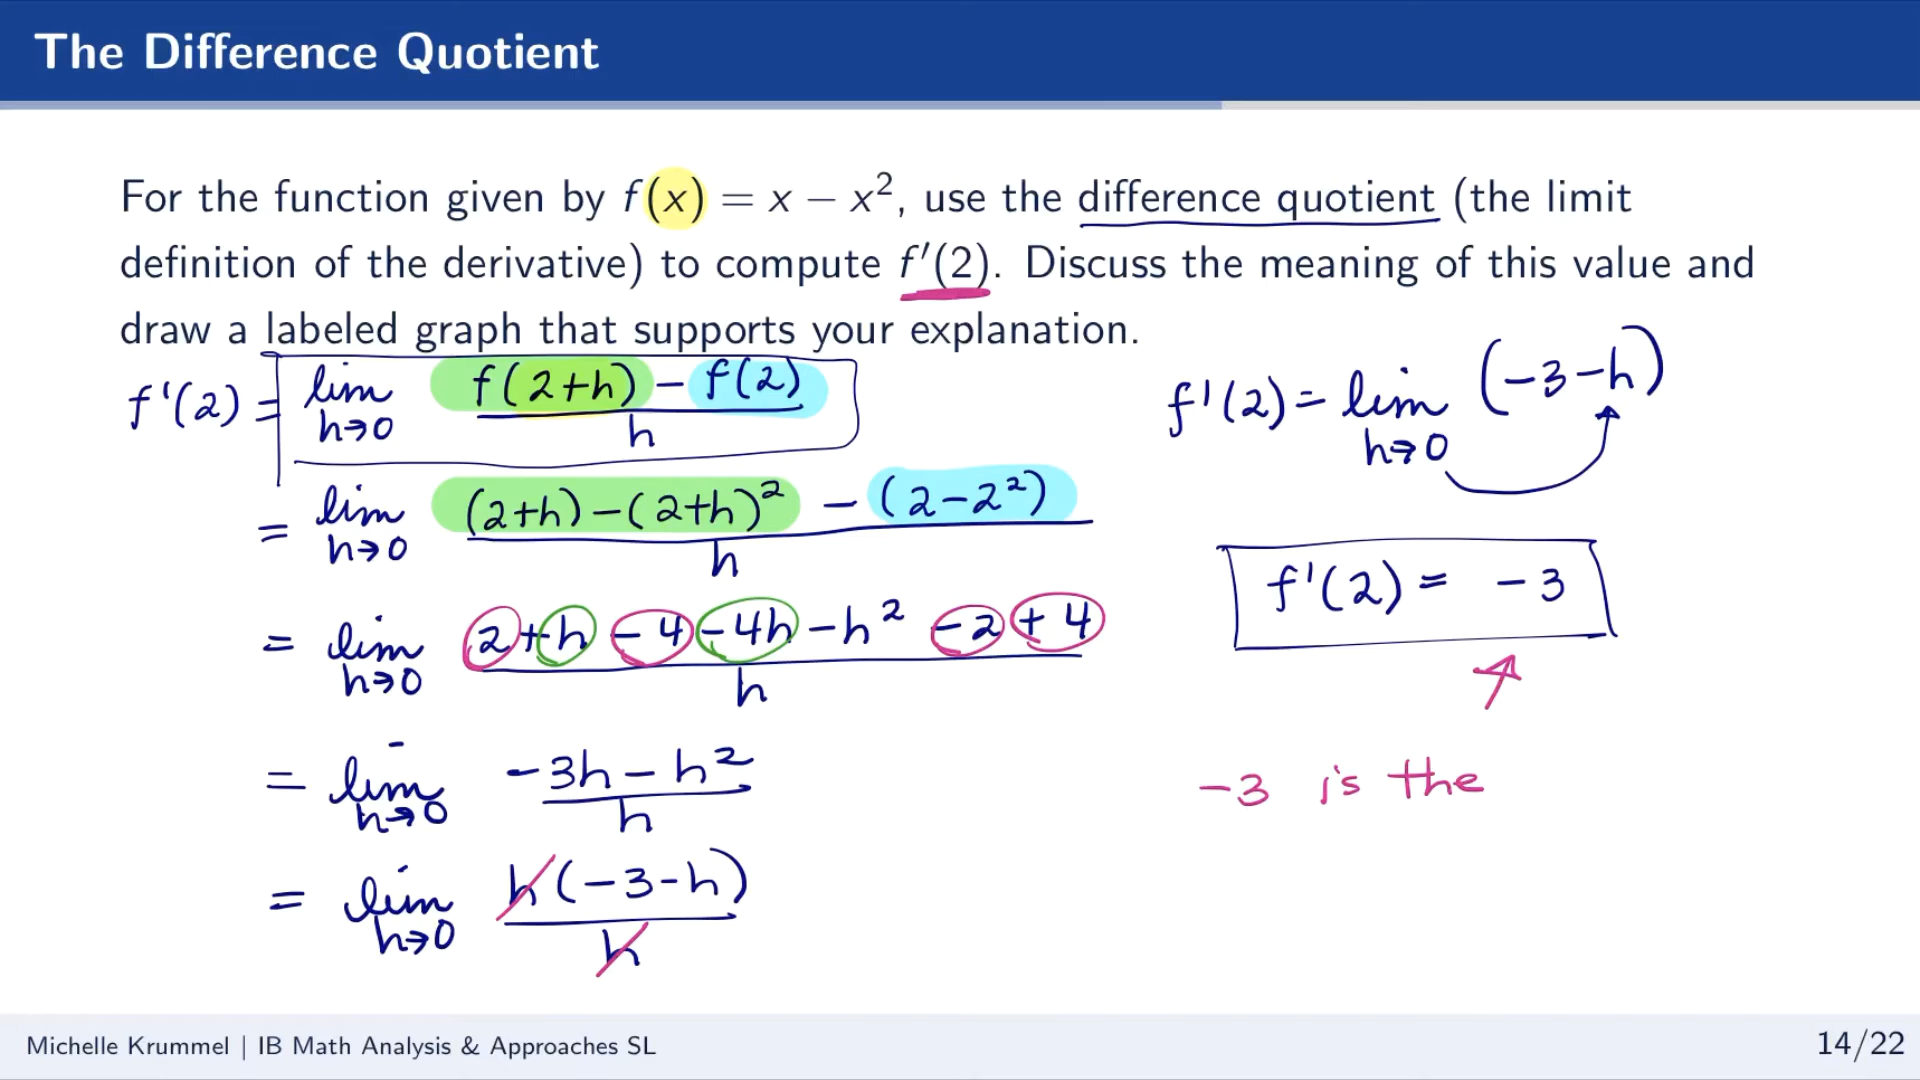 The Difference Quotient
For the function given by f(x) = x − x², use the difference quotient (the limit
definition of the derivative) to compute f′(2). Discuss the meaning of this value and
draw a labeled graph that supports your explanation.
f'(2) = lim h→0 (f(2+h) − f(2)) / h
= lim h→0 ((2+h)−(2+h)² − (2−2²)) / h
= lim h→0 (2+h −4 −4h −h² −2 +4) / h
= lim h→0 (−3h − h²) / h
= lim h→0 h(−3−h) / h
f'(2) = lim h→0 (−3−h)
f'(2) = −3
−3 is the
Michelle Krummel | IB Math Analysis & Approaches SL
14/22